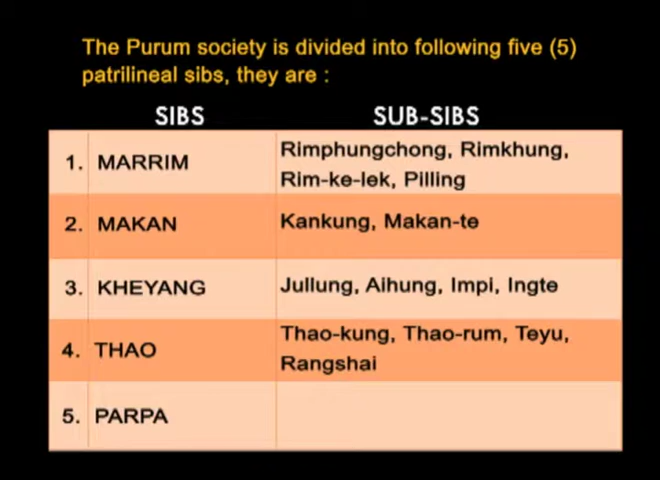 The Purum society is divided into following five (5)
patrilineal sibs, they are :
SIBS SUB-SIBS
1. MARRIM Rimphungchong, Rimkhung,
Rim-ke-lek, Pilling
2. MAKAN Kankung, Makan-te
3. KHEYANG Jullung, Aihung, Impi, Ingte
4. THAO Thao-kung, Thao-rum, Teyu,
Rangshai
5. PARPA